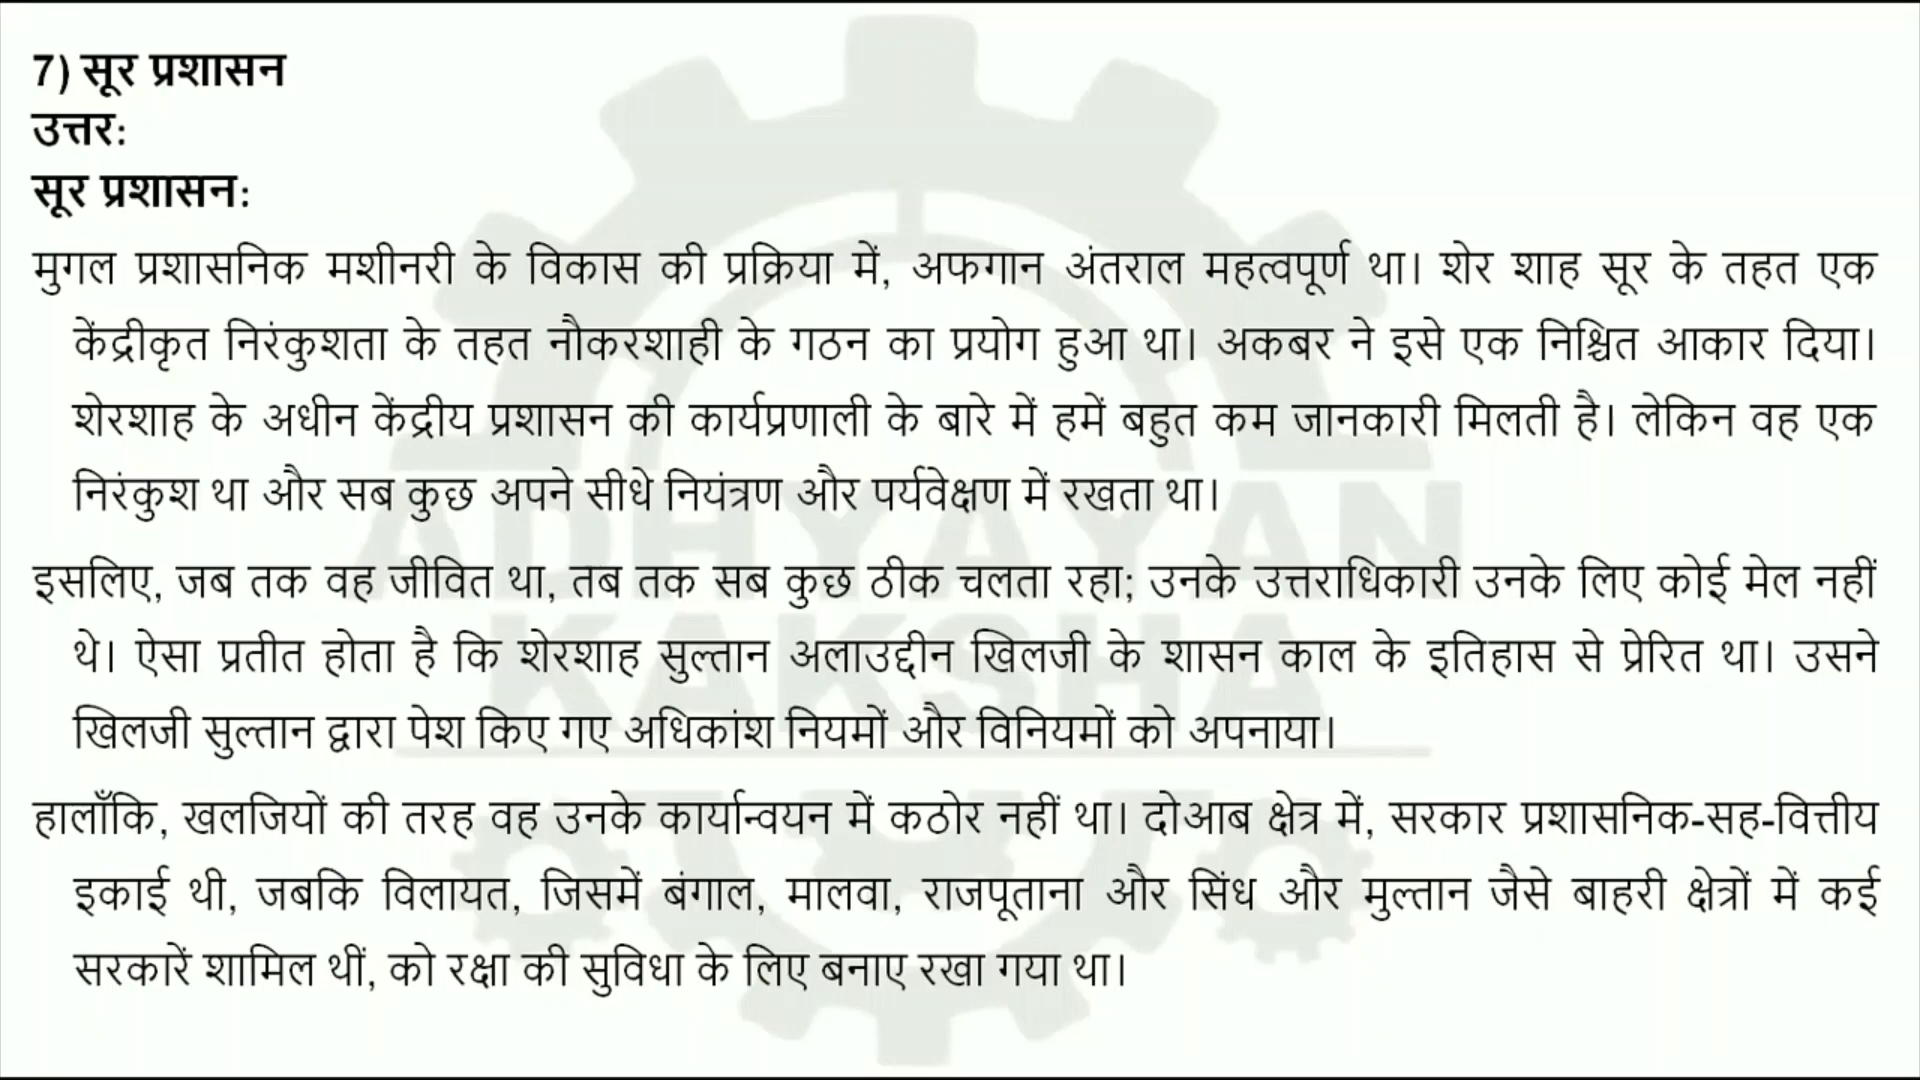 7) सूर प्रशासन
उत्तर:
सूर प्रशासन:
मुगल प्रशासनिक मशीनरी के विकास की प्रक्रिया में, अफगान अंतराल महत्वपूर्ण था। शेर शाह सूर के तहत एक
केंद्रीकृत निरंकुशता के तहत नौकरशाही के गठन का प्रयोग हुआ था। अकबर ने इसे एक निश्चित आकार दिया।
शेरशाह के अधीन केंद्रीय प्रशासन की कार्यप्रणाली के बारे में हमें बहुत कम जानकारी मिलती है। लेकिन वह एक
निरंकुश था और सब कुछ अपने सीधे नियंत्रण और पर्यवेक्षण में रखता था।
इसलिए, जब तक वह जीवित था, तब तक सब कुछ ठीक चलता रहा; उनके उत्तराधिकारी उनके लिए कोई मेल नहीं
थे। ऐसा प्रतीत होता है कि शेरशाह सुल्तान अलाउद्दीन खिलजी के शासन काल के इतिहास से प्रेरित था। उसने
खिलजी सुल्तान द्वारा पेश किए गए अधिकांश नियमों और विनियमों को अपनाया।
हालाँकि, खलजियों की तरह वह उनके कार्यान्वयन में कठोर नहीं था। दोआब क्षेत्र में, सरकार प्रशासनिक-सह-वित्तीय
इकाई थी, जबकि विलायत, जिसमें बंगाल, मालवा, राजपूताना और सिंध और मुल्तान जैसे बाहरी क्षेत्रों में कई
सरकारें शामिल थीं, को रक्षा की सुविधा के लिए बनाए रखा गया था।
ADHYAYAN
KAKSHA